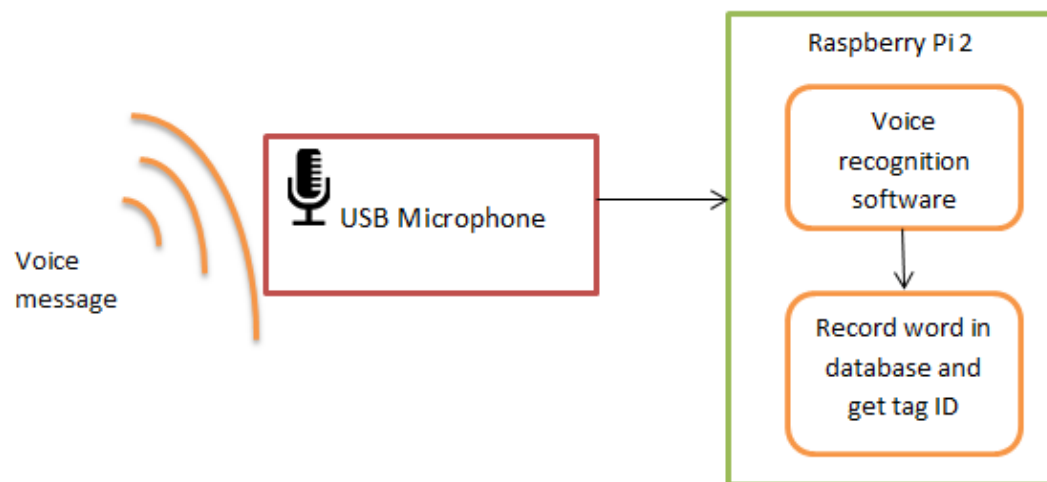 Raspberry Pi 2
Voice
recognition
software
USB Microphone
Voice
message
Record word in
database and
get tag ID